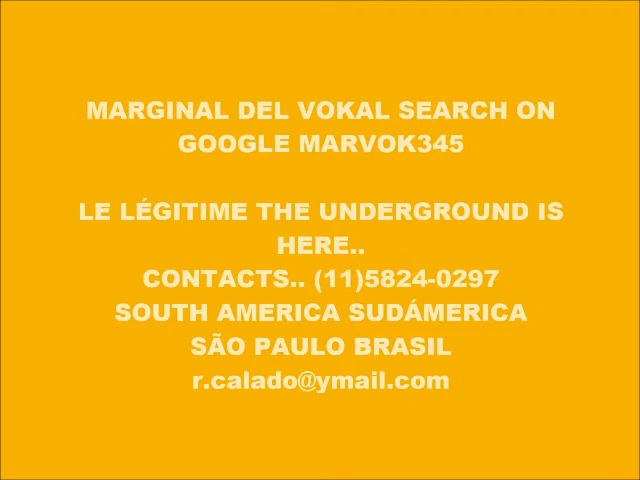 MARGINAL DEL VOKAL SEARCH ON
GOOGLE MARVOK345
LE LÉGITIME THE UNDERGROUND IS
HERE..
CONTACTS.. (11)5824-0297
SOUTH AMERICA SUDÁMERICA
SÃO PAULO BRASIL
r.calado@ymail.com